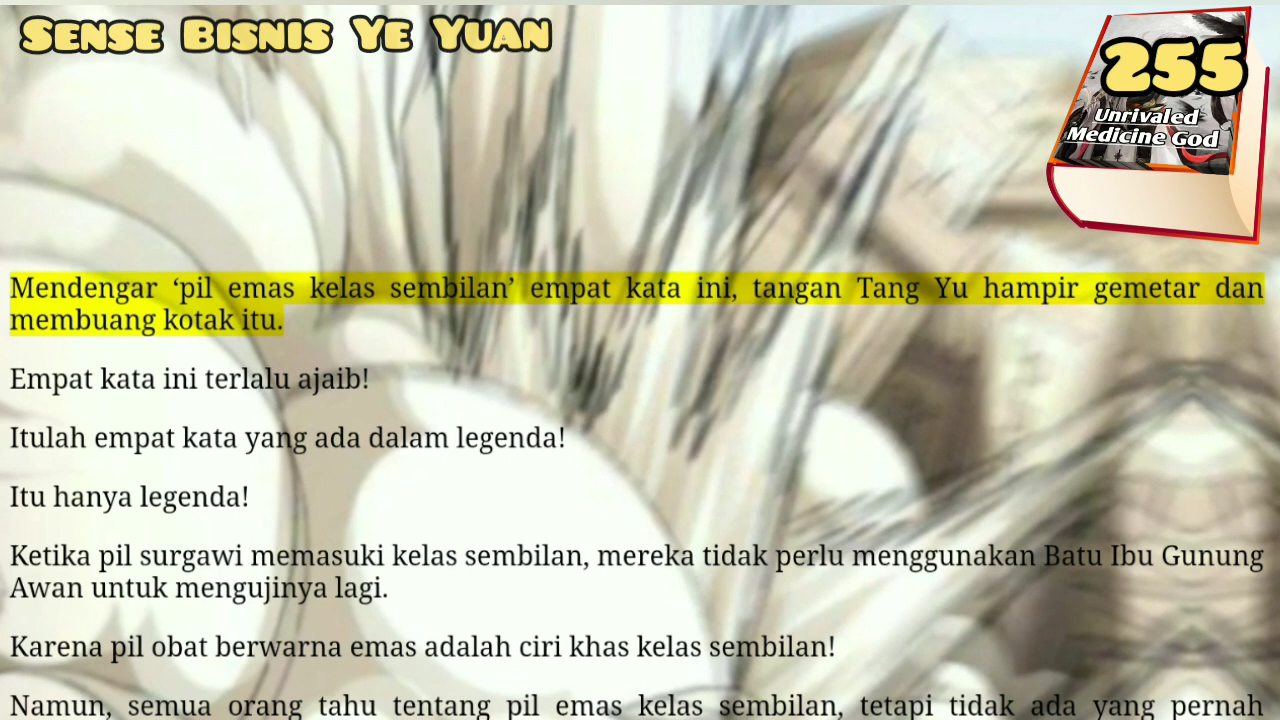 Sense Bisnis Ye Yuan
255
Unrivaled
Medicine God
Mendengar ‘pil emas kelas sembilan’ empat kata ini, tangan Tang Yu hampir gemetar dan
membuang kotak itu.
Empat kata ini terlalu ajaib!
Itulah empat kata yang ada dalam legenda!
Itu hanya legenda!
Ketika pil surgawi memasuki kelas sembilan, mereka tidak perlu menggunakan Batu Ibu Gunung
Awan untuk mengujinya lagi.
Karena pil obat berwarna emas adalah ciri khas kelas sembilan!
Namun, semua orang tahu tentang pil emas kelas sembilan, tetapi tidak ada yang pernah